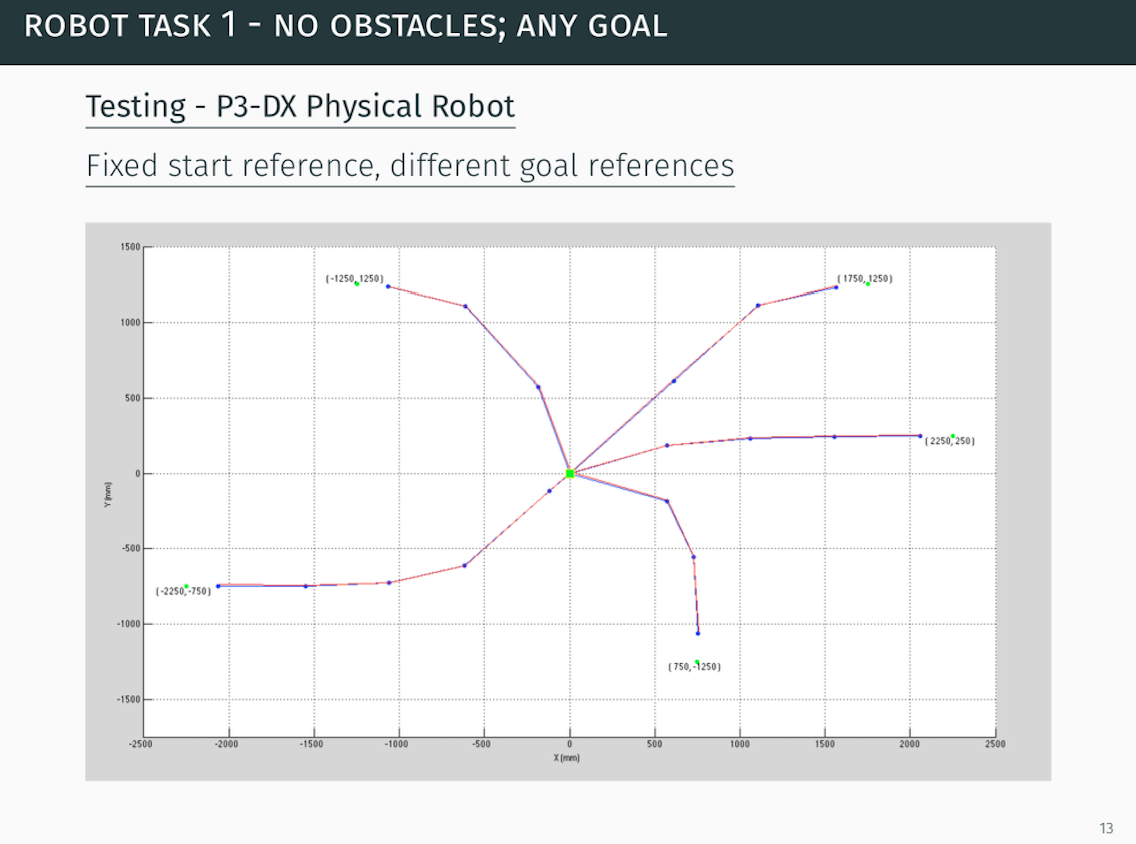 ROBOT TASK 1 - NO OBSTACLES; ANY GOAL
Testing - P3-DX Physical Robot
Fixed start reference, different goal references
1500
(-1250, 1250)
( 1750, 1250)
1000
500
( 2250, 250)
0
Y (mm)
-500
(-2250,-750)
-1000
( 750,-1250)
-1500
-2500 -2000 -1500 -1000 -500 0 500 1000 1500 2000 2500
X (mm)
13